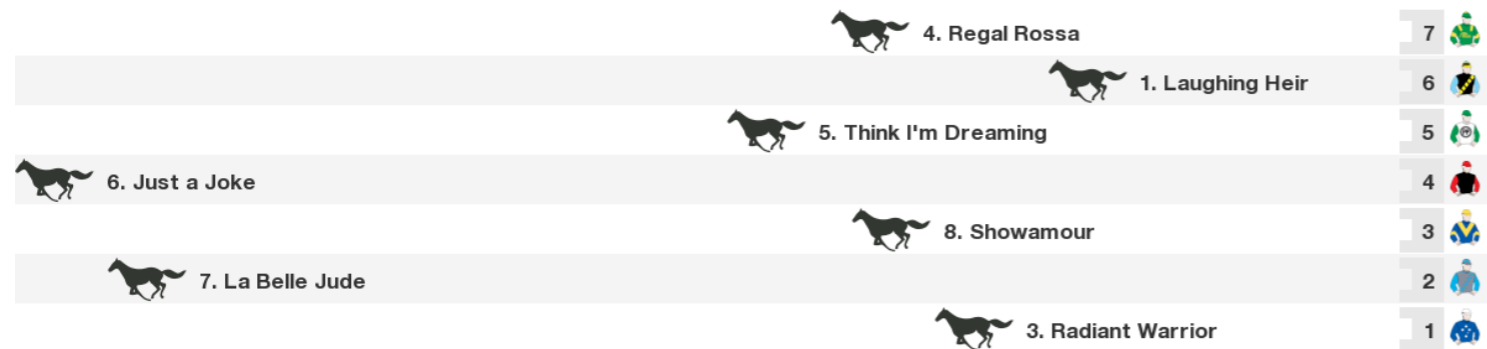 4. Regal Rossa 7
1. Laughing Heir 6
5. Think I'm Dreaming 5
6. Just a Joke 4
8. Showamour 3
7. La Belle Jude 2
3. Radiant Warrior 1